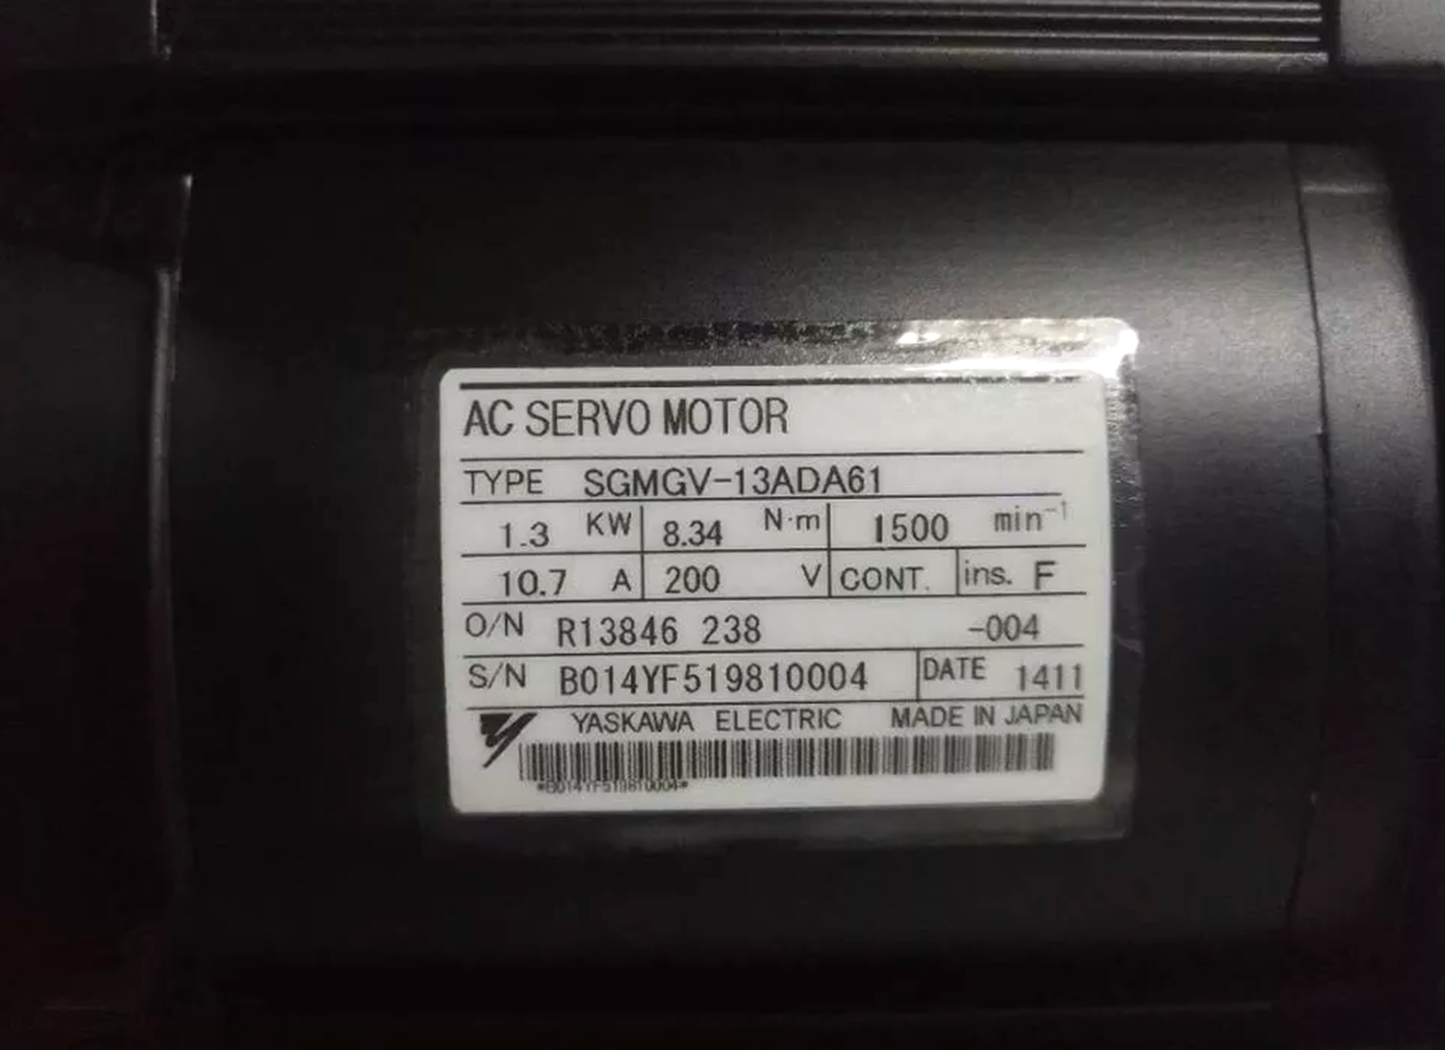 AC SERVO MOTOR
TYPE SGMGV-13ADA61
1.3 KW 8.34 N·m 1500 min⁻¹
10.7 A 200 V CONT. ins. F
O/N R13846 238 -004
S/N B014YF519810004 DATE 1411
YASKAWA ELECTRIC MADE IN JAPAN
*B014YF519810004*